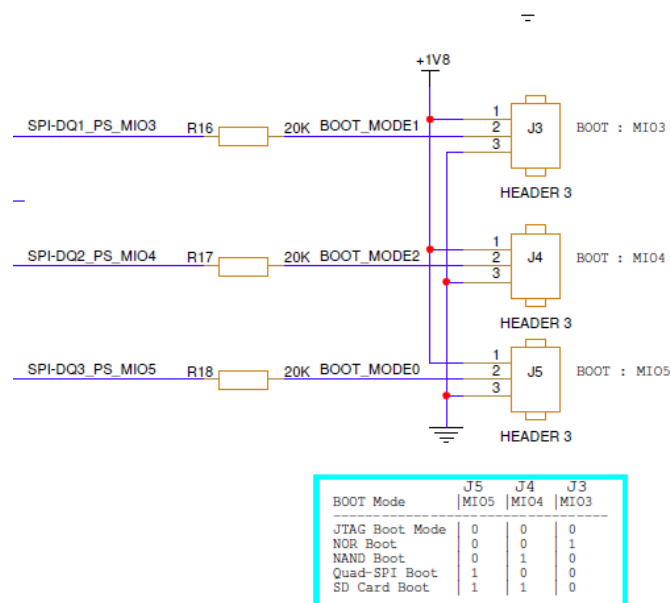 +1V8
SPI-DQ1_PS_MIO3 R16 20K BOOT_MODE1 1 2 3 J3 BOOT : MIO3
HEADER 3
SPI-DQ2_PS_MIO4 R17 20K BOOT_MODE2 1 2 3 J4 BOOT : MIO4
HEADER 3
SPI-DQ3_PS_MIO5 R18 20K BOOT_MODE0 1 2 3 J5 BOOT : MIO5
HEADER 3
J5 J4 J3
BOOT Mode |MIO5 |MIO4 |MIO3
------------------------------------
JTAG Boot Mode | 0 | 0 | 0
NOR Boot | 0 | 0 | 1
NAND Boot | 0 | 1 | 0
Quad-SPI Boot | 1 | 0 | 0
SD Card Boot | 1 | 1 | 0